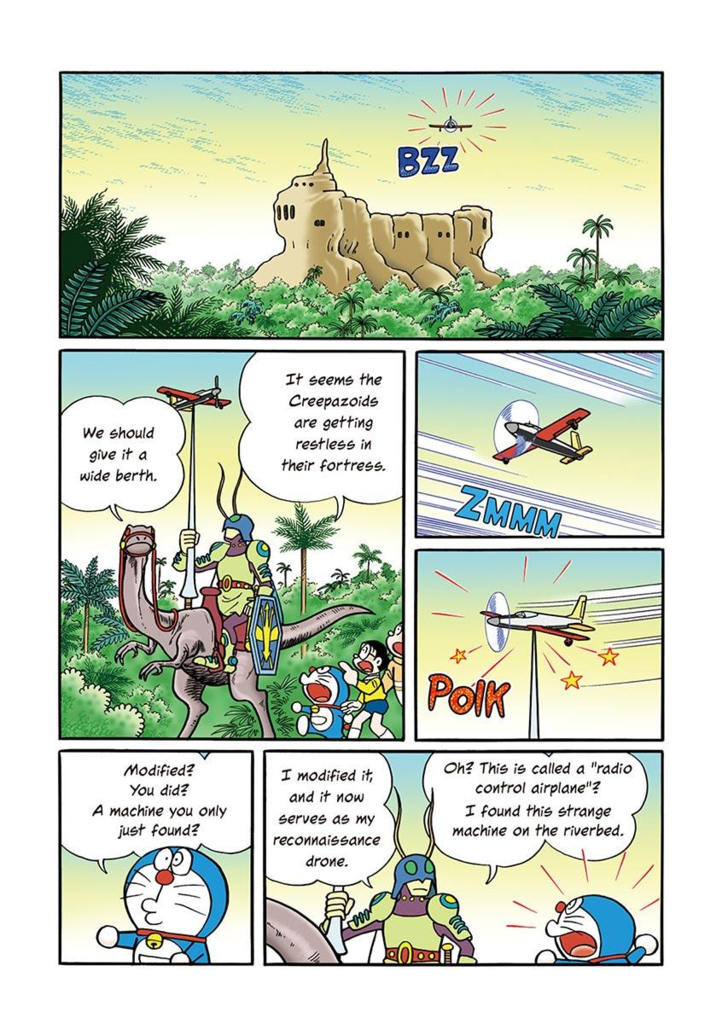 BZZ
ZMMM
POIK
It seems the
Creepazoids
are getting
restless in
their fortress.
We should
give it a
wide berth.
Oh? This is called a "radio
control airplane"?
I found this strange
machine on the riverbed.
I modified it,
and it now
serves as my
reconnaissance
drone.
Modified?
You did?
A machine you only
just found?